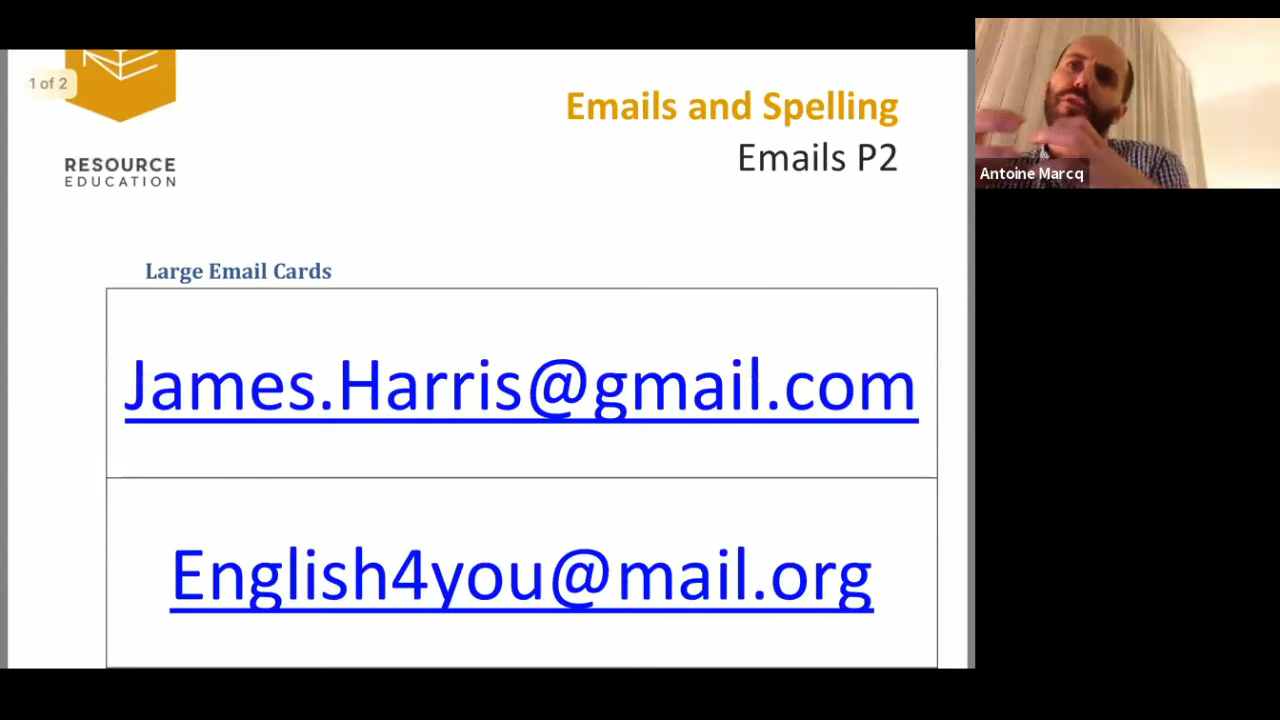 1 of 2
RESOURCE
EDUCATION
Emails and Spelling
Emails P2
Antoine Marcq
Large Email Cards
James.Harris@gmail.com
English4you@mail.org